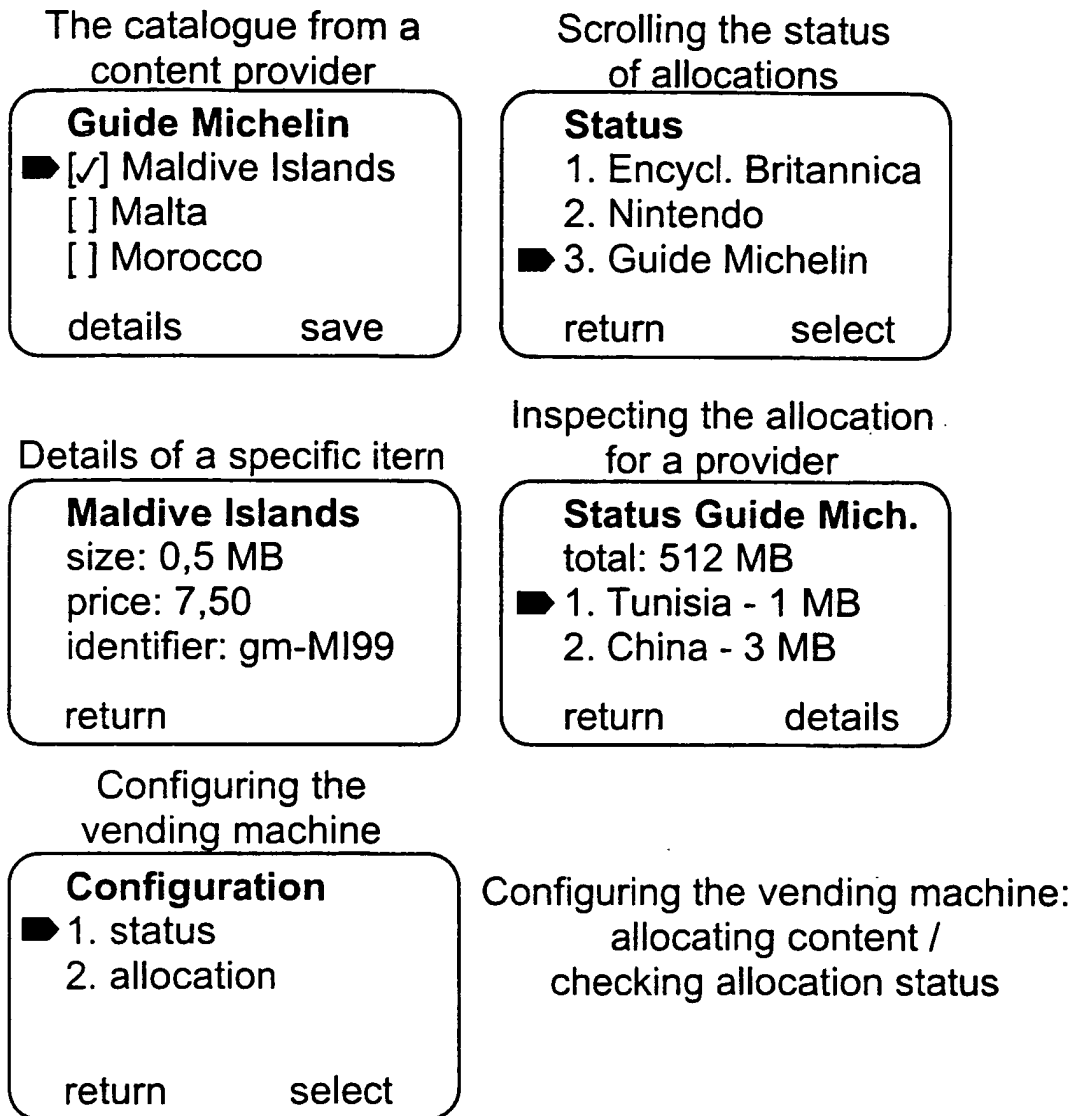 The catalogue from a
content provider
Guide Michelin
[✓] Maldive Islands
[ ] Malta
[ ] Morocco
details save
Scrolling the status
of allocations
Status
1. Encycl. Britannica
2. Nintendo
3. Guide Michelin
return select
Details of a specific itern
Maldive Islands
size: 0,5 MB
price: 7,50
identifier: gm-MI99
return
Inspecting the allocation
for a provider
Status Guide Mich.
total: 512 MB
1. Tunisia - 1 MB
2. China - 3 MB
return details
Configuring the
vending machine
Configuration
1. status
2. allocation
return select
Configuring the vending machine:
allocating content /
checking allocation status